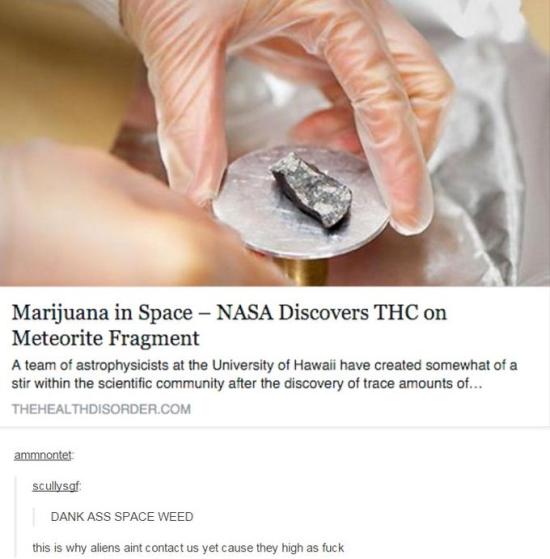 Marijuana in Space – NASA Discovers THC on
Meteorite Fragment
A team of astrophysicists at the University of Hawaii have created somewhat of a
stir within the scientific community after the discovery of trace amounts of…
THEHEALTHDISORDER.COM
ammnontet:
scullysgf:
DANK ASS SPACE WEED
this is why aliens aint contact us yet cause they high as fuck